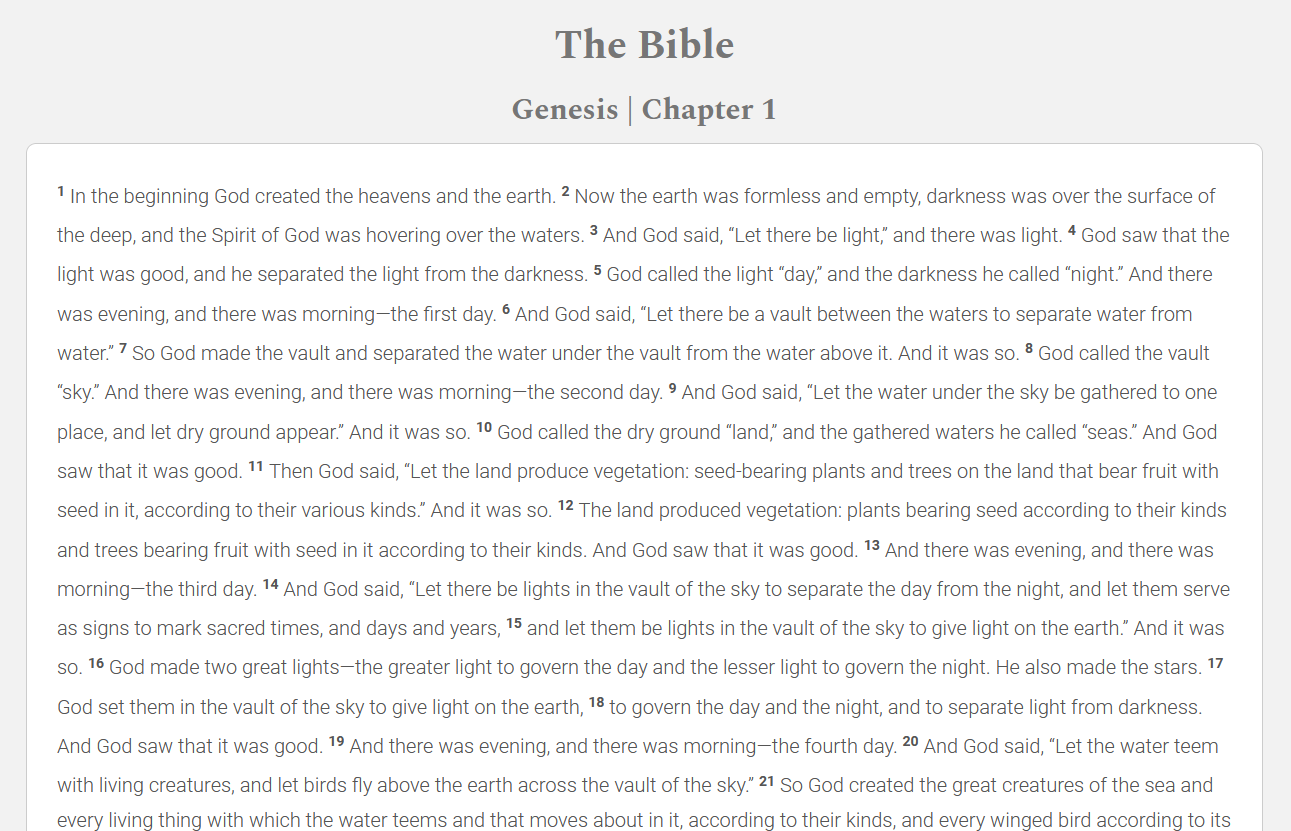 The Bible
Genesis | Chapter 1
1 In the beginning God created the heavens and the earth. 2 Now the earth was formless and empty, darkness was over the surface of
the deep, and the Spirit of God was hovering over the waters. 3 And God said, “Let there be light,” and there was light. 4 God saw that the
light was good, and he separated the light from the darkness. 5 God called the light “day,” and the darkness he called “night.” And there
was evening, and there was morning—the first day. 6 And God said, “Let there be a vault between the waters to separate water from
water.” 7 So God made the vault and separated the water under the vault from the water above it. And it was so. 8 God called the vault
“sky.” And there was evening, and there was morning—the second day. 9 And God said, “Let the water under the sky be gathered to one
place, and let dry ground appear.” And it was so. 10 God called the dry ground “land,” and the gathered waters he called “seas.” And God
saw that it was good. 11 Then God said, “Let the land produce vegetation: seed-bearing plants and trees on the land that bear fruit with
seed in it, according to their various kinds.” And it was so. 12 The land produced vegetation: plants bearing seed according to their kinds
and trees bearing fruit with seed in it according to their kinds. And God saw that it was good. 13 And there was evening, and there was
morning—the third day. 14 And God said, “Let there be lights in the vault of the sky to separate the day from the night, and let them serve
as signs to mark sacred times, and days and years, 15 and let them be lights in the vault of the sky to give light on the earth.” And it was
so. 16 God made two great lights—the greater light to govern the day and the lesser light to govern the night. He also made the stars. 17
God set them in the vault of the sky to give light on the earth, 18 to govern the day and the night, and to separate light from darkness.
And God saw that it was good. 19 And there was evening, and there was morning—the fourth day. 20 And God said, “Let the water teem
with living creatures, and let birds fly above the earth across the vault of the sky.” 21 So God created the great creatures of the sea and
every living thing with which the water teems and that moves about in it, according to their kinds, and every winged bird according to its